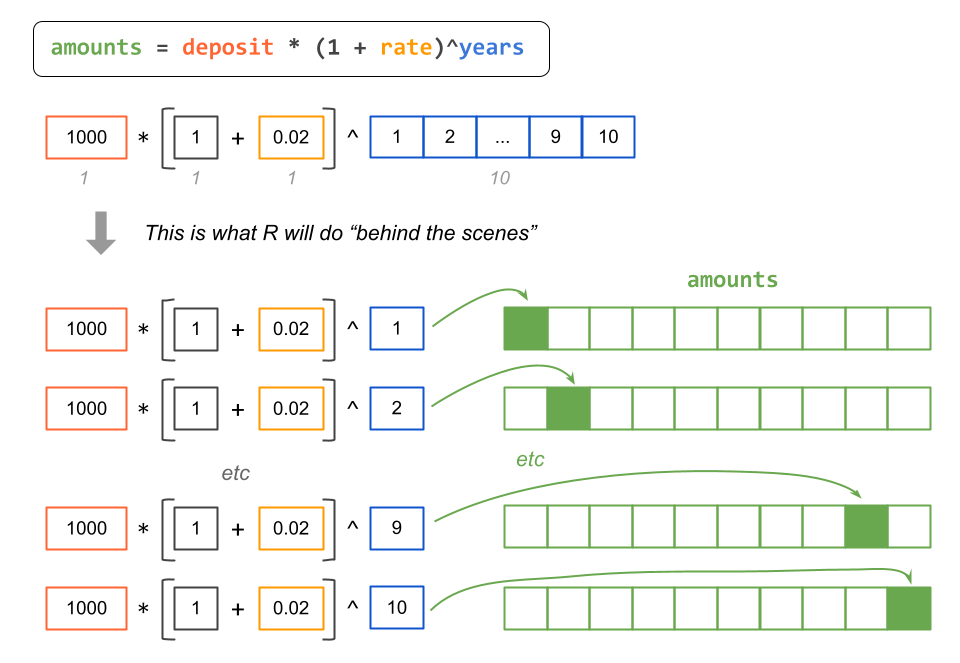 amounts = deposit * (1 + rate)^years
1000 * [ 1 + 0.02 ] ^ 1 2 ... 9 10
1 1 1 10
This is what R will do “behind the scenes”
amounts
1000 * [ 1 + 0.02 ] ^ 1
1000 * [ 1 + 0.02 ] ^ 2
etc etc
1000 * [ 1 + 0.02 ] ^ 9
1000 * [ 1 + 0.02 ] ^ 10